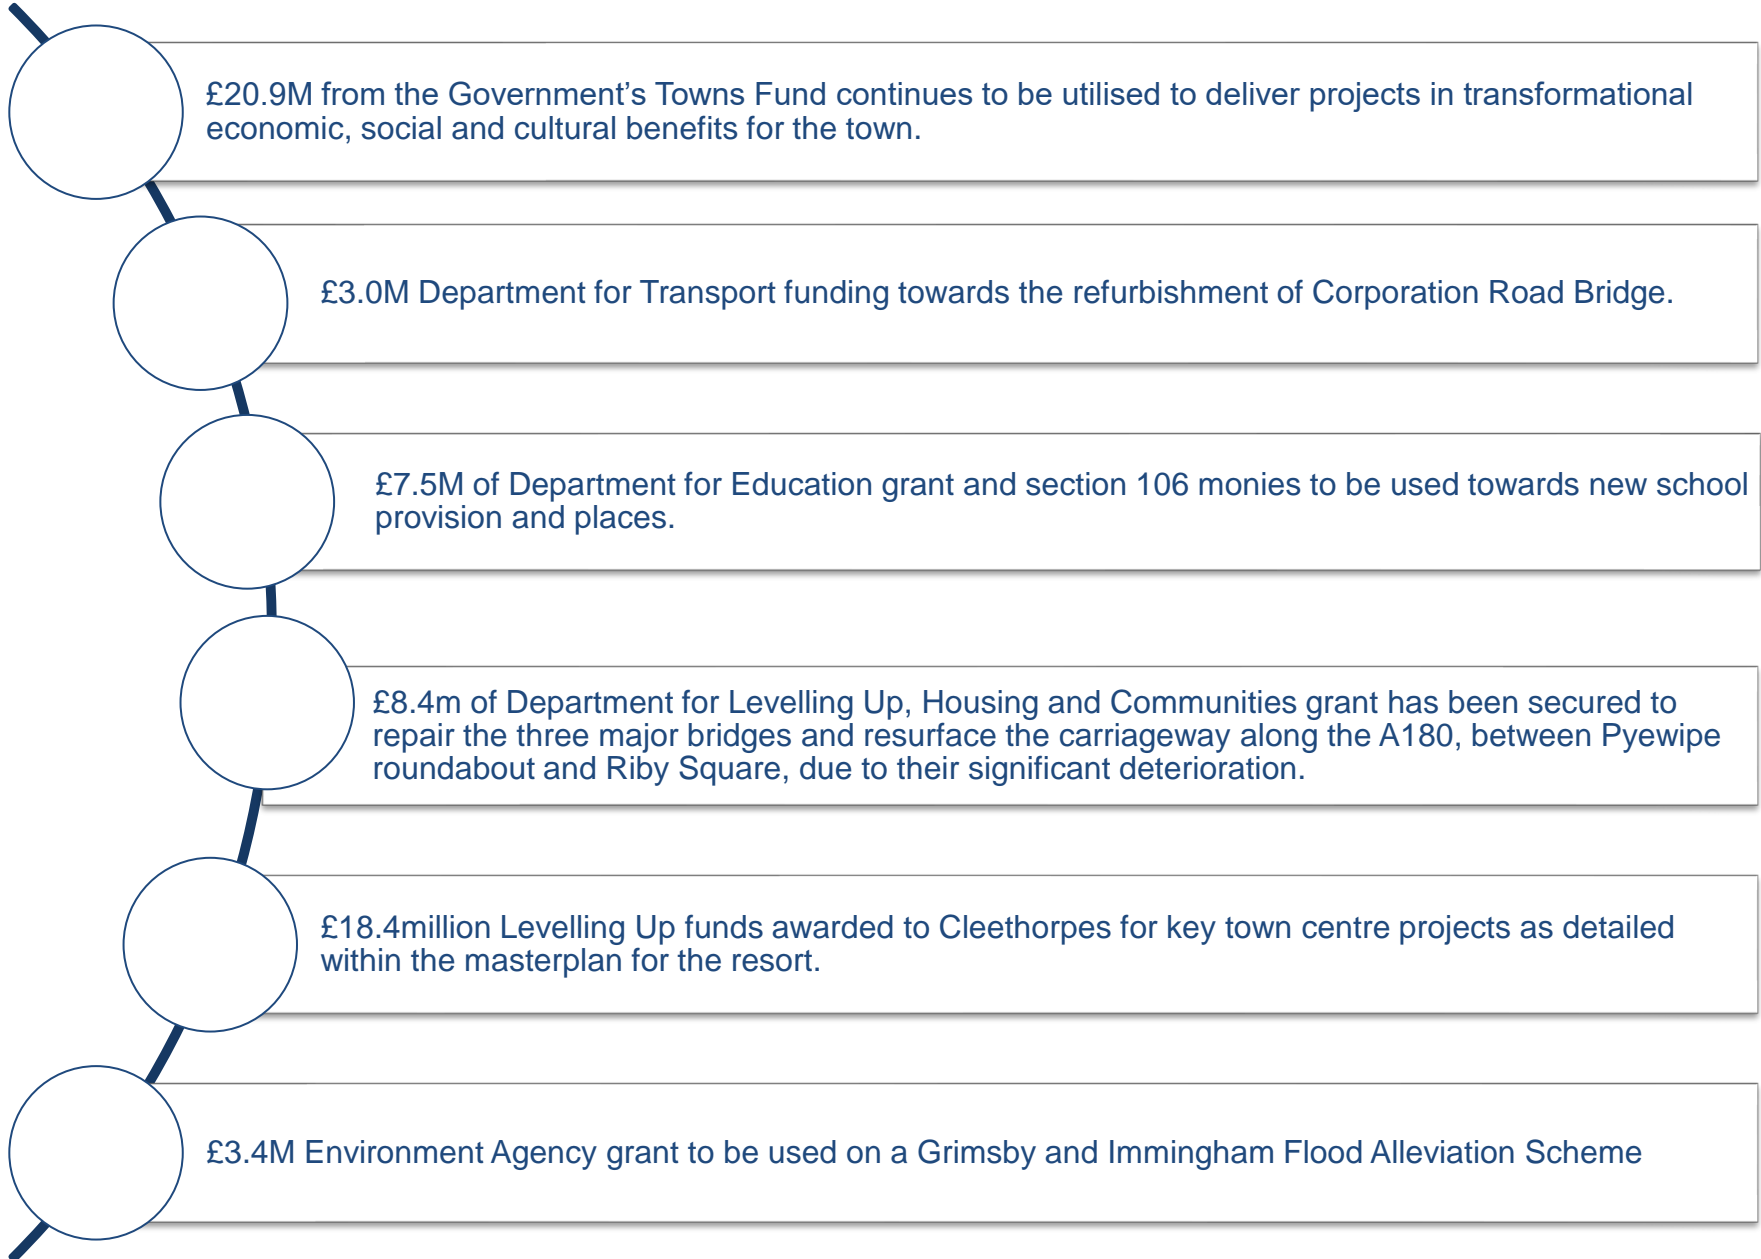 £20.9M from the Government’s Towns Fund continues to be utilised to deliver projects in transformational
economic, social and cultural benefits for the town.
£3.0M Department for Transport funding towards the refurbishment of Corporation Road Bridge.
£7.5M of Department for Education grant and section 106 monies to be used towards new school
provision and places.
£8.4m of Department for Levelling Up, Housing and Communities grant has been secured to
repair the three major bridges and resurface the carriageway along the A180, between Pyewipe
roundabout and Riby Square, due to their significant deterioration.
£18.4million Levelling Up funds awarded to Cleethorpes for key town centre projects as detailed
within the masterplan for the resort.
£3.4M Environment Agency grant to be used on a Grimsby and Immingham Flood Alleviation Scheme